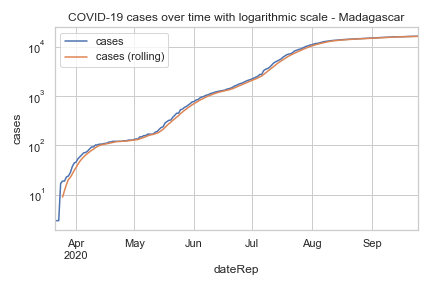 COVID-19 cases over time with logarithmic scale - Madagascar
cases
cases (rolling)
10^4
10^3
10^2
10^1
cases
Apr
2020
May
Jun
Jul
Aug
Sep
dateRep